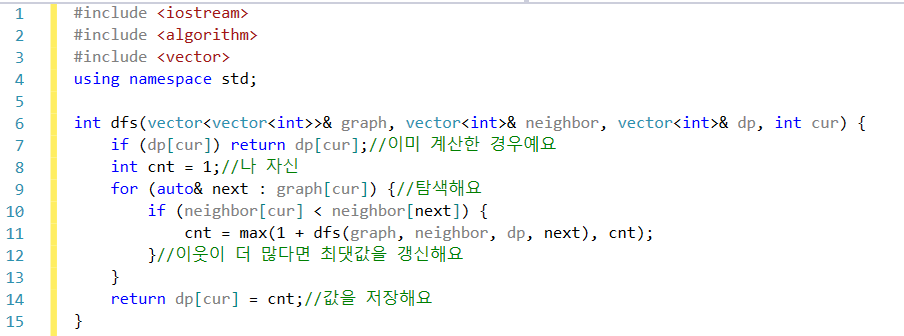 1 #include <iostream>
2 #include <algorithm>
3 #include <vector>
4 using namespace std;
5
6 int dfs(vector<vector<int>>& graph, vector<int>& neighbor, vector<int>& dp, int cur) {
7 if (dp[cur]) return dp[cur];//이미 계산한 경우예요
8 int cnt = 1;//나 자신
9 for (auto& next : graph[cur]) {//탐색해요
10 if (neighbor[cur] < neighbor[next]) {
11 cnt = max(1 + dfs(graph, neighbor, dp, next), cnt);
12 }//이웃이 더 많다면 최댓값을 갱신해요
13 }
14 return dp[cur] = cnt;//값을 저장해요
15 }